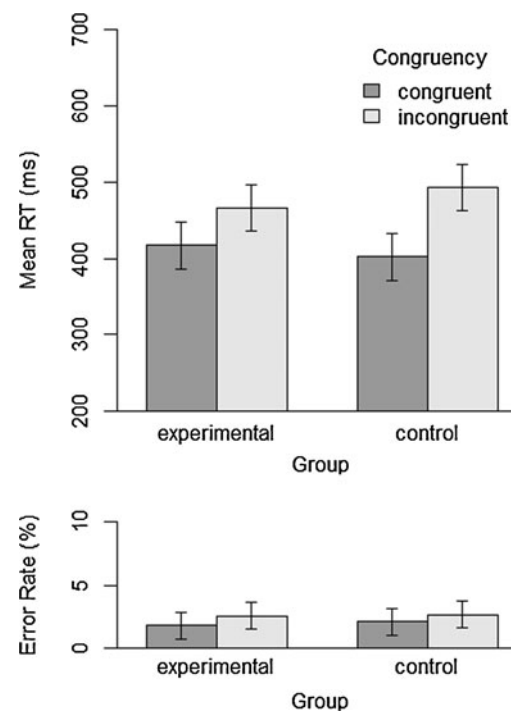 Mean RT (ms)
700
600
500
400
300
200
Congruency
congruent
incongruent
experimental
control
Group
Error Rate (%)
10
5
0
experimental
control
Group